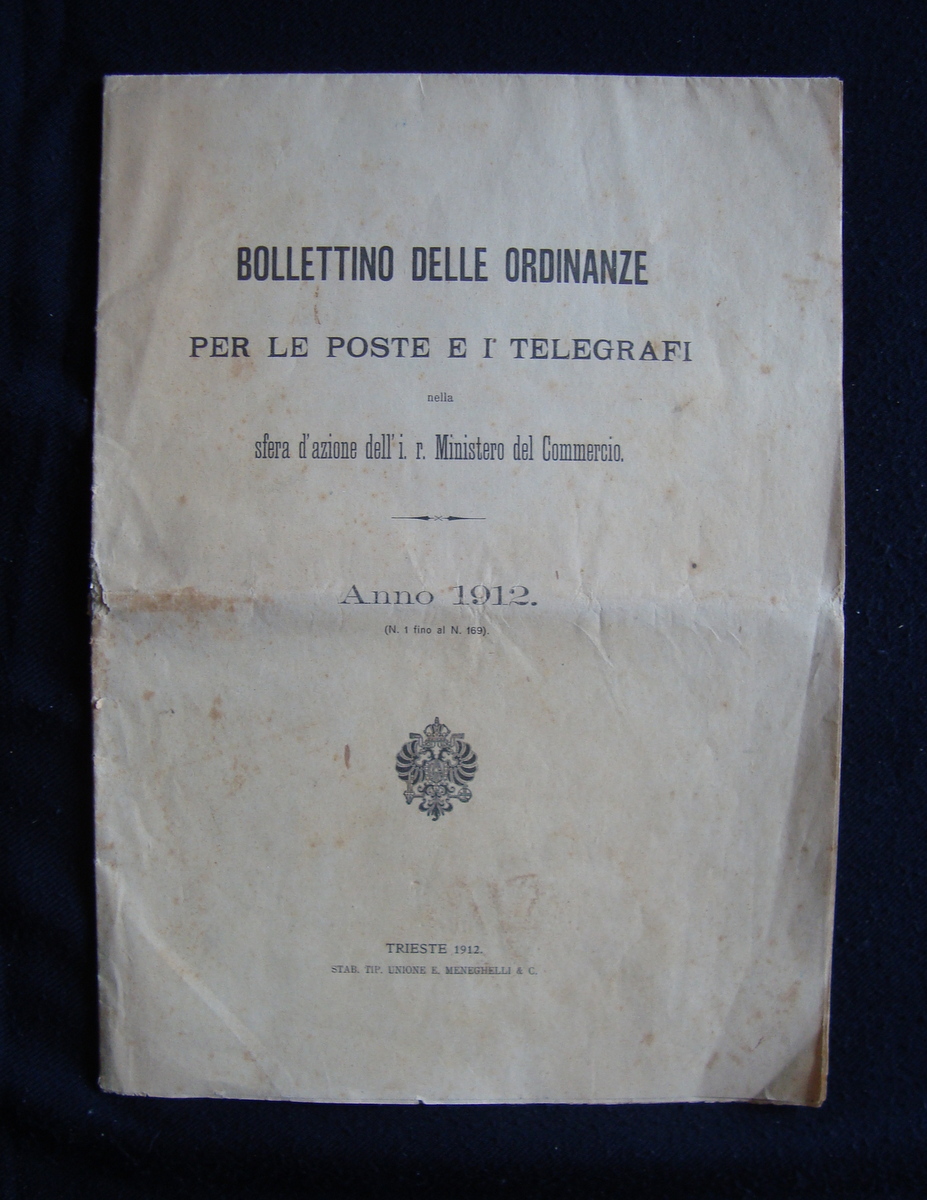 BOLLETTINO DELLE ORDINANZE
PER LE POSTE E I' TELEGRAFI
nella
sfera d'azione dell' i. r. Ministero del Commercio.
Anno 1912.
(N. 1 fino al N. 169).
TRIESTE 1912.
STAB. TIP. UNIONE E. MENEGHELLI & C.